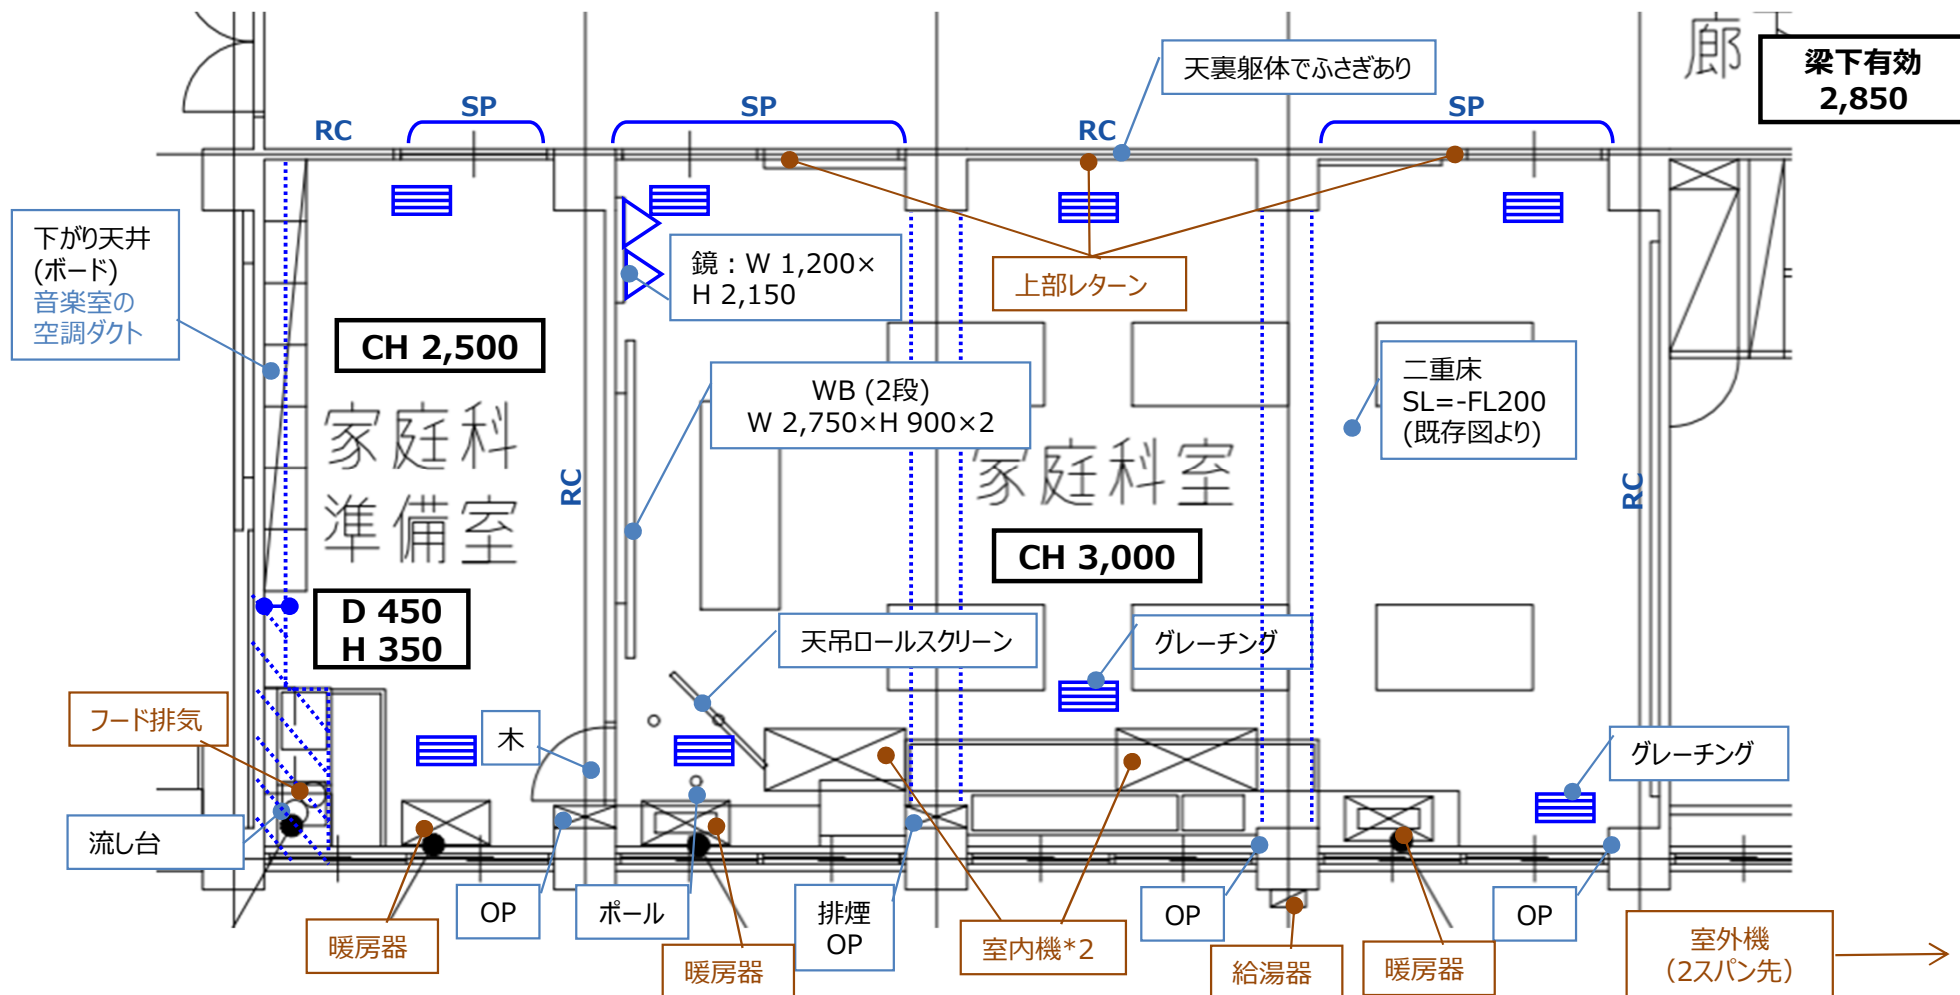 廊
梁下有効
2,850
天裏躯体でふさぎあり
SP
SP
SP
RC
RC
下がり天井
(ボード)
音楽室の
空調ダクト
鏡：W 1,200×
H 2,150
上部レターン
CH 2,500
WB (2段)
W 2,750×H 900×2
二重床
SL=-FL200
(既存図より)
家庭科
準備室
RC
家庭科室
RC
CH 3,000
D 450
H 350
天吊ロールスクリーン
グレーチング
フード排気
木
グレーチング
流し台
OP
ポール
排煙
OP
OP
OP
暖房器
暖房器
室内機*2
給湯器
暖房器
室外機
(2スパン先)